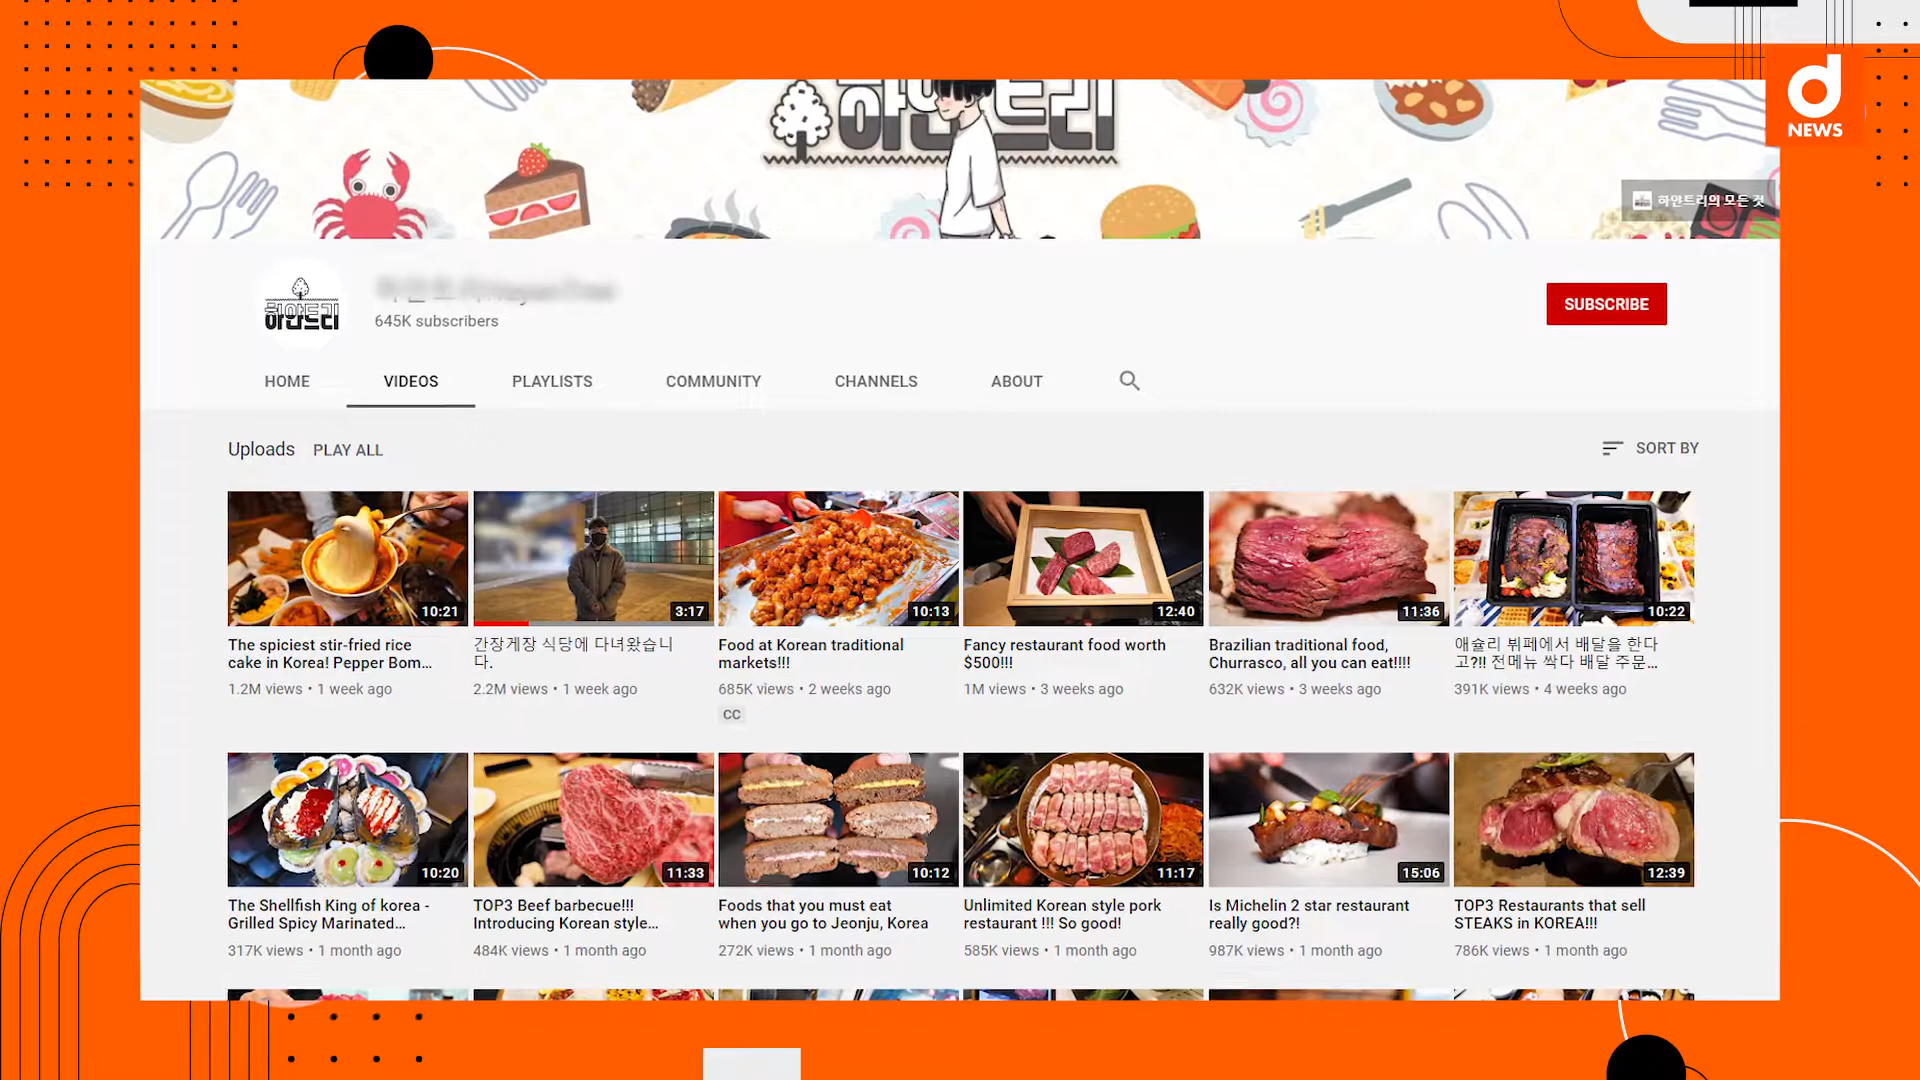 하얀트리
d
NEWS
하얀트리의 모든 것
하얀트리
645K subscribers
SUBSCRIBE
HOME VIDEOS PLAYLISTS COMMUNITY CHANNELS ABOUT
Uploads PLAY ALL SORT BY
10:21 3:17 10:13 12:40 11:36 10:22
The spiciest stir-fried rice
cake in Korea! Pepper Bom...
1.2M views • 1 week ago
간장게장 식당에 다녀왔습니
다.
2.2M views • 1 week ago
Food at Korean traditional
markets!!!
685K views • 2 weeks ago
CC
Fancy restaurant food worth
$500!!!
1M views • 3 weeks ago
Brazilian traditional food,
Churrasco, all you can eat!!!!
632K views • 3 weeks ago
애슐리 뷔페에서 배달을 한다
고?!! 전메뉴 싹다 배달 주문...
391K views • 4 weeks ago
10:20 11:33 10:12 11:17 15:06 12:39
The Shellfish King of korea -
Grilled Spicy Marinated...
317K views • 1 month ago
TOP3 Beef barbecue!!!
Introducing Korean style...
484K views • 1 month ago
Foods that you must eat
when you go to Jeonju, Korea
272K views • 1 month ago
Unlimited Korean style pork
restaurant !!! So good!
585K views • 1 month ago
Is Michelin 2 star restaurant
really good?!
987K views • 1 month ago
TOP3 Restaurants that sell
STEAKS in KOREA!!!
786K views • 1 month ago